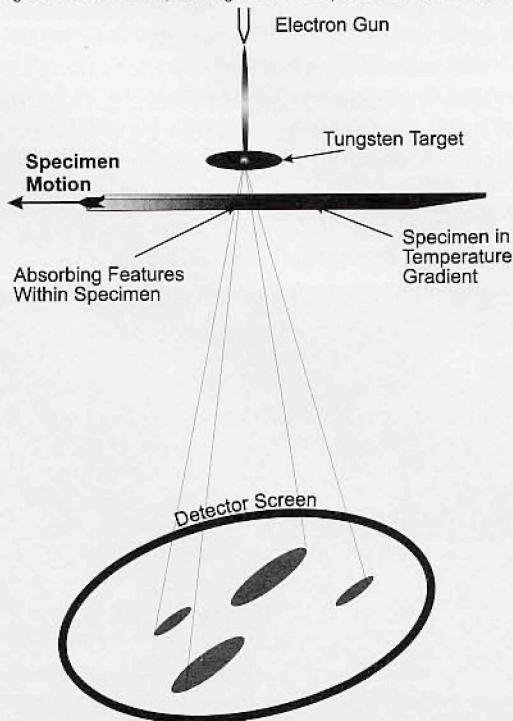 Electron Gun
Tungsten Target
Specimen
Motion
Specimen in
Temperature
Gradient
Absorbing Features
Within Specimen
Detector Screen